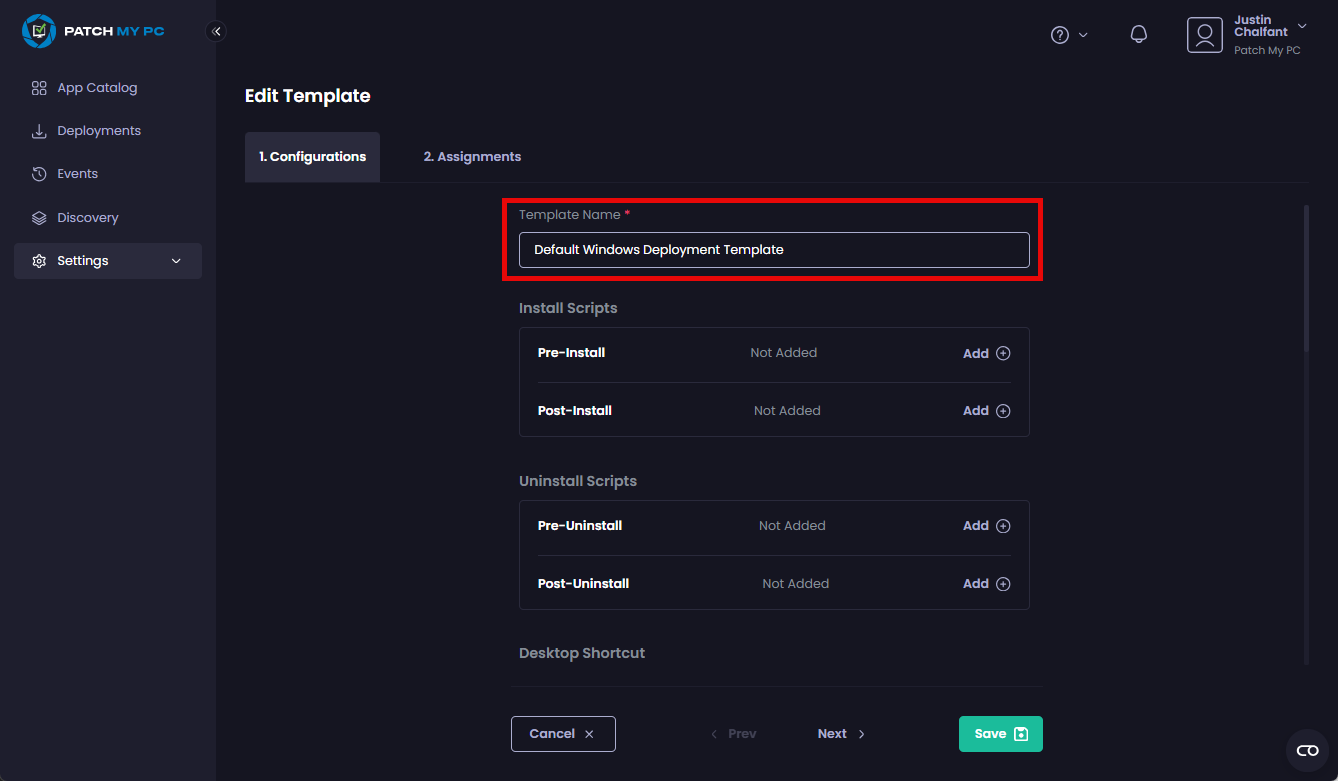 PATCH MY PC
Justin
Chalfant
Patch My PC
App Catalog
Deployments
Events
Discovery
Settings
Edit Template
1. Configurations
2. Assignments
Template Name *
Default Windows Deployment Template
Install Scripts
Pre-Install Not Added Add
Post-Install Not Added Add
Uninstall Scripts
Pre-Uninstall Not Added Add
Post-Uninstall Not Added Add
Desktop Shortcut
Cancel Prev Next Save